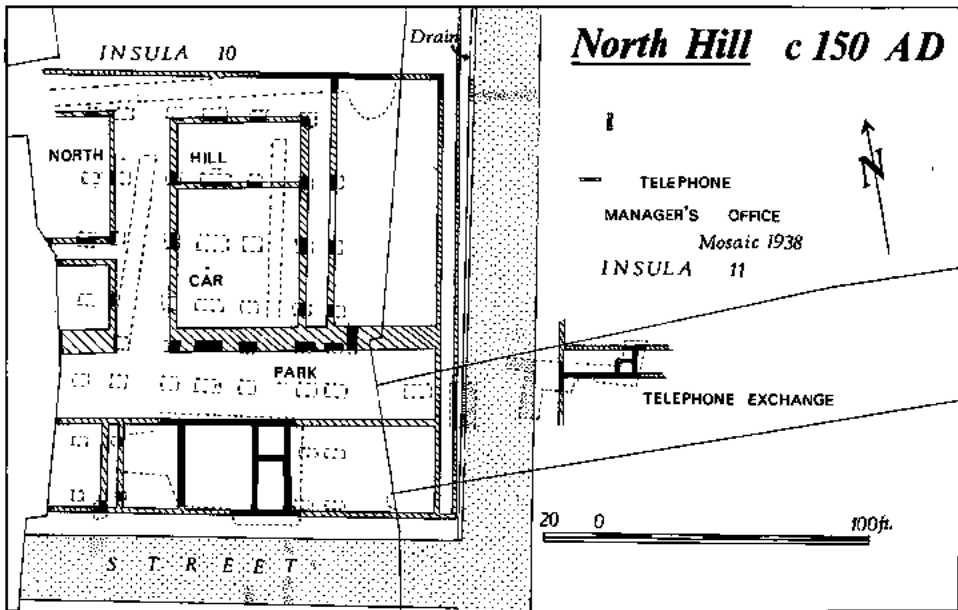 North Hill c 150 AD
INSULA 10
Drain
NORTH HILL
CAR
PARK
N
TELEPHONE
MANAGER'S OFFICE
Mosaic 1938
INSULA 11
TELEPHONE EXCHANGE
20 0 100ft.
STREET